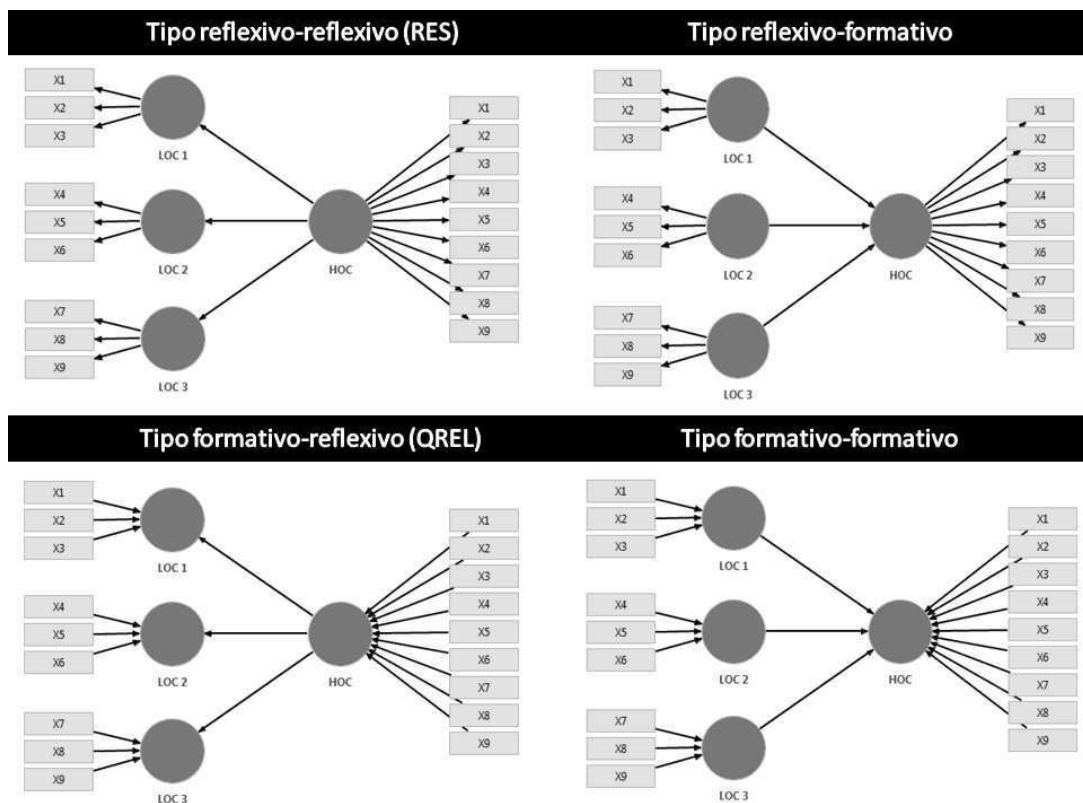 Tipo reflexivo-reflexivo (RES)
X1
X2
X3
LOC 1
X4
X5
X6
LOC 2
X7
X8
X9
LOC 3
HOC
X1
X2
X3
X4
X5
X6
X7
X8
X9
Tipo reflexivo-formativo
X1
X2
X3
LOC 1
X4
X5
X6
LOC 2
X7
X8
X9
LOC 3
HOC
X1
X2
X3
X4
X5
X6
X7
X8
X9
Tipo formativo-reflexivo (QREL)
X1
X2
X3
LOC 1
X4
X5
X6
LOC 2
X7
X8
X9
LOC 3
HOC
X1
X2
X3
X4
X5
X6
X7
X8
X9
Tipo formativo-formativo
X1
X2
X3
LOC 1
X4
X5
X6
LOC 2
X7
X8
X9
LOC 3
HOC
X1
X2
X3
X4
X5
X6
X7
X8
X9